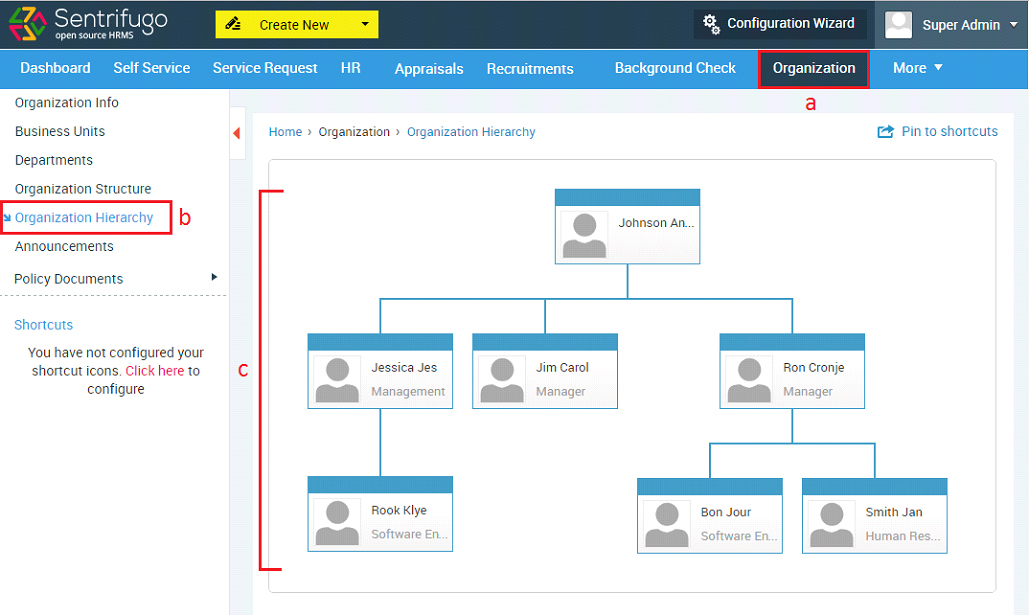 Sentrifugo
open source HRMS
Create New
Configuration Wizard
Super Admin
Dashboard Self Service Service Request HR Appraisals Recruitments Background Check Organization More
a
Organization Info
Business Units
Departments
Organization Structure
Organization Hierarchy
b
Announcements
Policy Documents
Shortcuts
You have not configured your
shortcut icons. Click here to
configure
Home › Organization › Organization Hierarchy
Pin to shortcuts
c
Johnson An...
Jessica Jes
Management
Jim Carol
Manager
Ron Cronje
Manager
Rook Klye
Software En...
Bon Jour
Software En...
Smith Jan
Human Res...